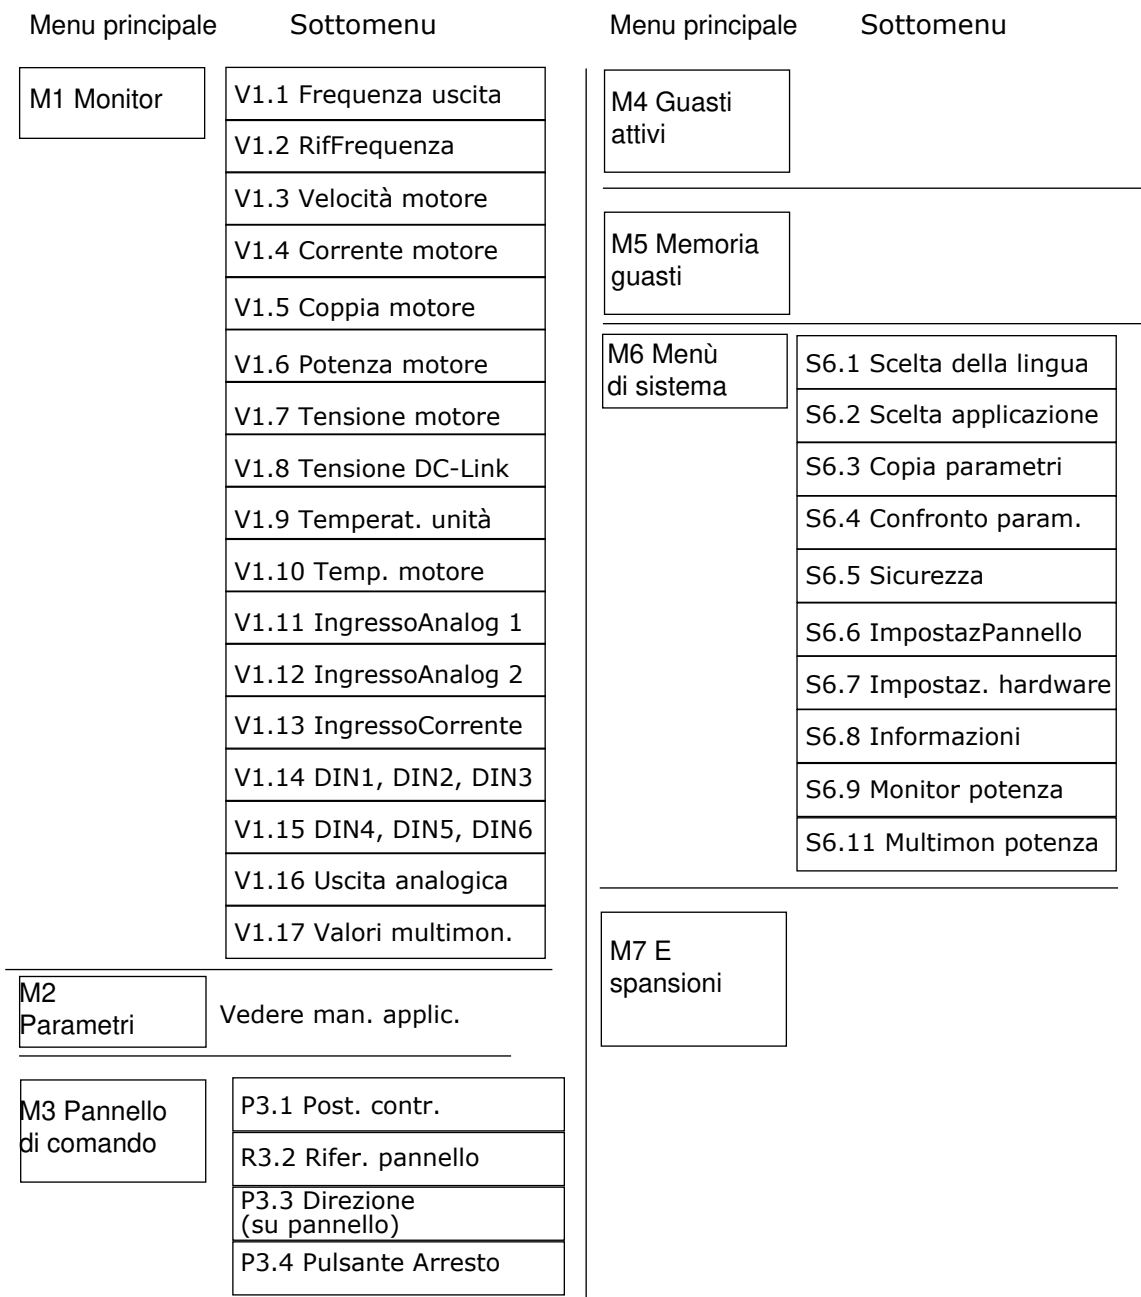 Menu principale Sottomenu
M1 Monitor
V1.1 Frequenza uscita
V1.2 RifFrequenza
V1.3 Velocità motore
V1.4 Corrente motore
V1.5 Coppia motore
V1.6 Potenza motore
V1.7 Tensione motore
V1.8 Tensione DC-Link
V1.9 Temperat. unità
V1.10 Temp. motore
V1.11 IngressoAnalog 1
V1.12 IngressoAnalog 2
V1.13 IngressoCorrente
V1.14 DIN1, DIN2, DIN3
V1.15 DIN4, DIN5, DIN6
V1.16 Uscita analogica
V1.17 Valori multimon.
M2
Parametri
Vedere man. applic.
M3 Pannello
di comando
P3.1 Post. contr.
R3.2 Rifer. pannello
P3.3 Direzione
(su pannello)
P3.4 Pulsante Arresto
Menu principale Sottomenu
M4 Guasti
attivi
M5 Memoria
guasti
M6 Menù
di sistema
S6.1 Scelta della lingua
S6.2 Scelta applicazione
S6.3 Copia parametri
S6.4 Confronto param.
S6.5 Sicurezza
S6.6 ImpostazPannello
S6.7 Impostaz. hardware
S6.8 Informazioni
S6.9 Monitor potenza
S6.11 Multimon potenza
M7 E
spansioni